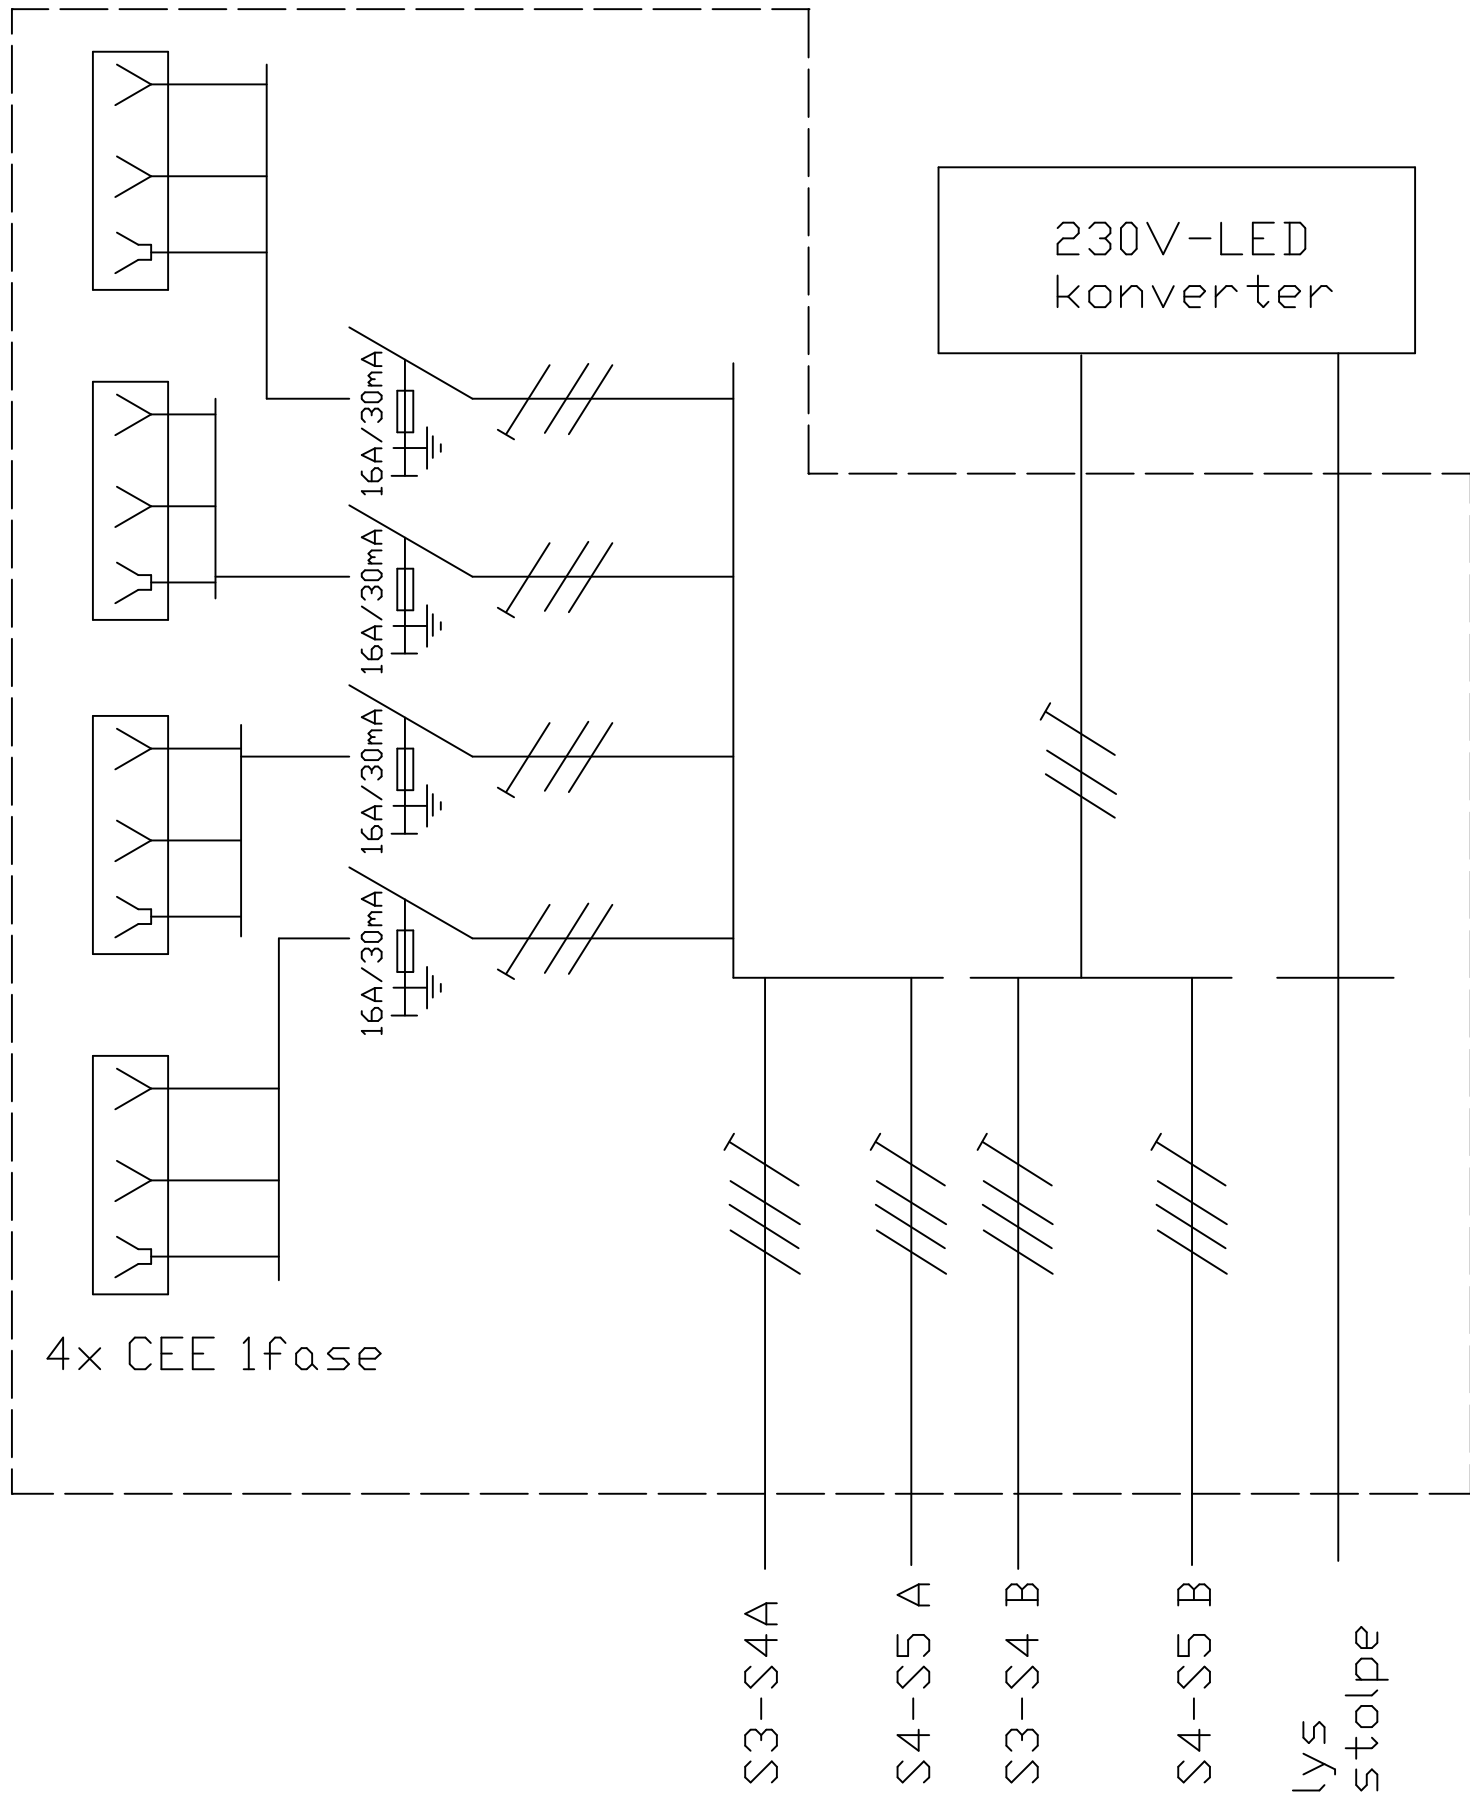 230V-LED
konverter
16A/30mA
16A/30mA
16A/30mA
16A/30mA
4x CEE 1fase
S3-S4A
S4-S5 A
S3-S4 B
S4-S5 B
lys
stolpe